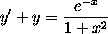 y′ + y = \frac{e^{-x}}{1 + x^2}